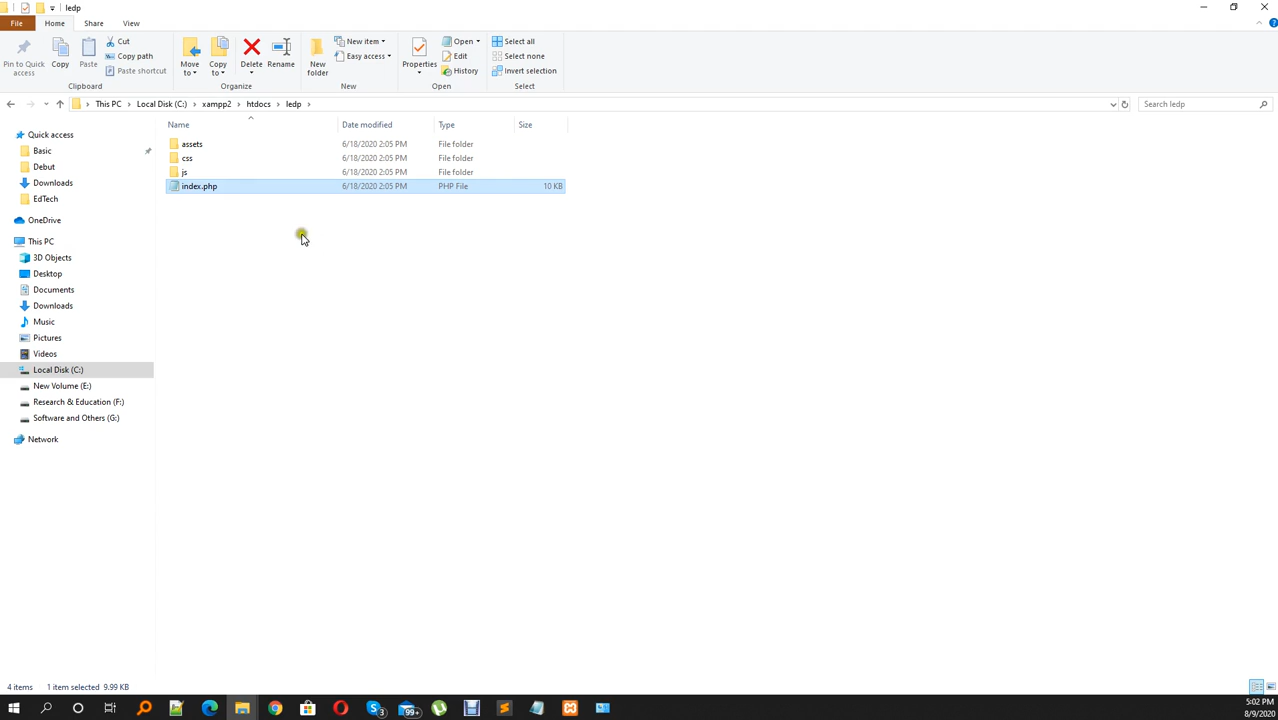 ledp
File Home Share View
Pin to Quick access
Copy
Paste
Cut
Copy path
Paste shortcut
Clipboard
Move to
Copy to
Delete
Rename
Organize
New folder
New item
Easy access
New
Properties
Open
Edit
History
Open
Select all
Select none
Invert selection
Select
This PC > Local Disk (C:) > xampp2 > htdocs > ledp >
Search ledp
Name Date modified Type Size
assets 6/18/2020 2:05 PM File folder
css 6/18/2020 2:05 PM File folder
js 6/18/2020 2:05 PM File folder
index.php 6/18/2020 2:05 PM PHP File 10 KB
Quick access
Basic
Debut
Downloads
EdTech
OneDrive
This PC
3D Objects
Desktop
Documents
Downloads
Music
Pictures
Videos
Local Disk (C:)
New Volume (E:)
Research & Education (F:)
Software and Others (G:)
Network
4 items 1 item selected 9.99 KB
3
99+
5:02 PM
8/9/2020